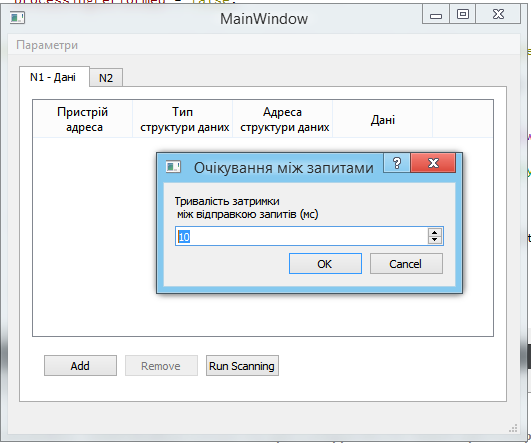 MainWindow
Параметри
N1 - Дані
N2
Пристрій
адреса
Тип
структури даних
Адреса
структури даних
Дані
Очікування між запитами
?
Тривалість затримки
між відправкою запитів (мс)
10
OK
Cancel
Add
Remove
Run Scanning